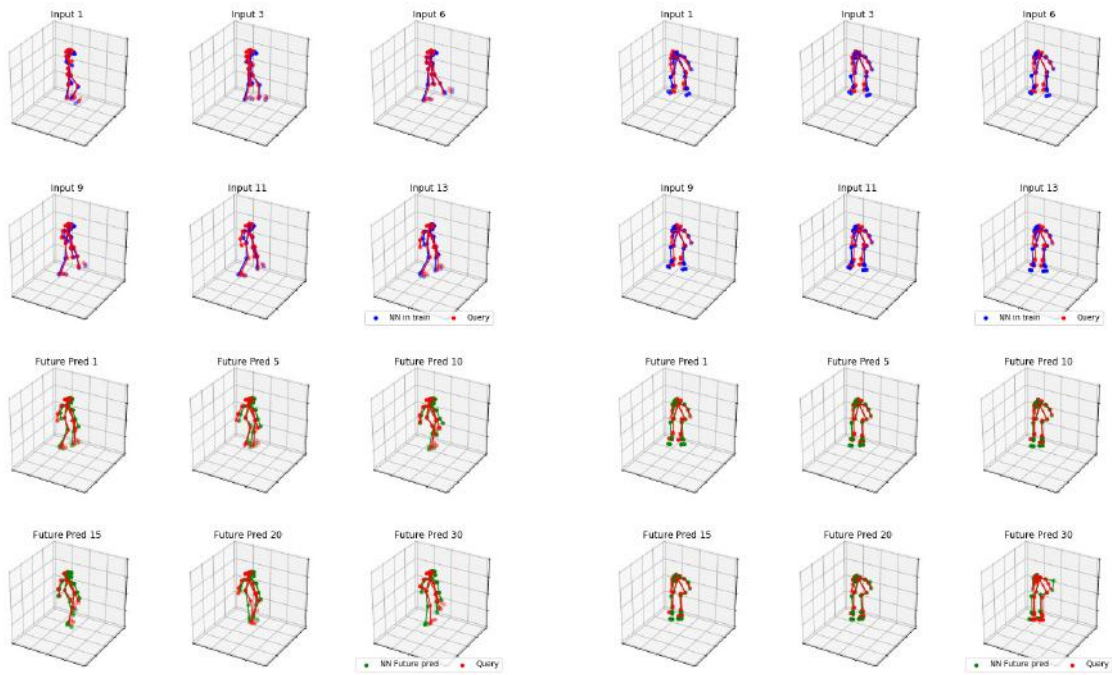 Input 1 Input 3 Input 6 Input 1 Input 3 Input 6
Input 9 Input 11 Input 13 Input 9 Input 11 Input 13
NN in train Query NN in train Query
Future Pred 1 Future Pred 5 Future Pred 10 Future Pred 1 Future Pred 5 Future Pred 10
Future Pred 15 Future Pred 20 Future Pred 30 Future Pred 15 Future Pred 20 Future Pred 30
NN Future pred Query NN Future pred Query